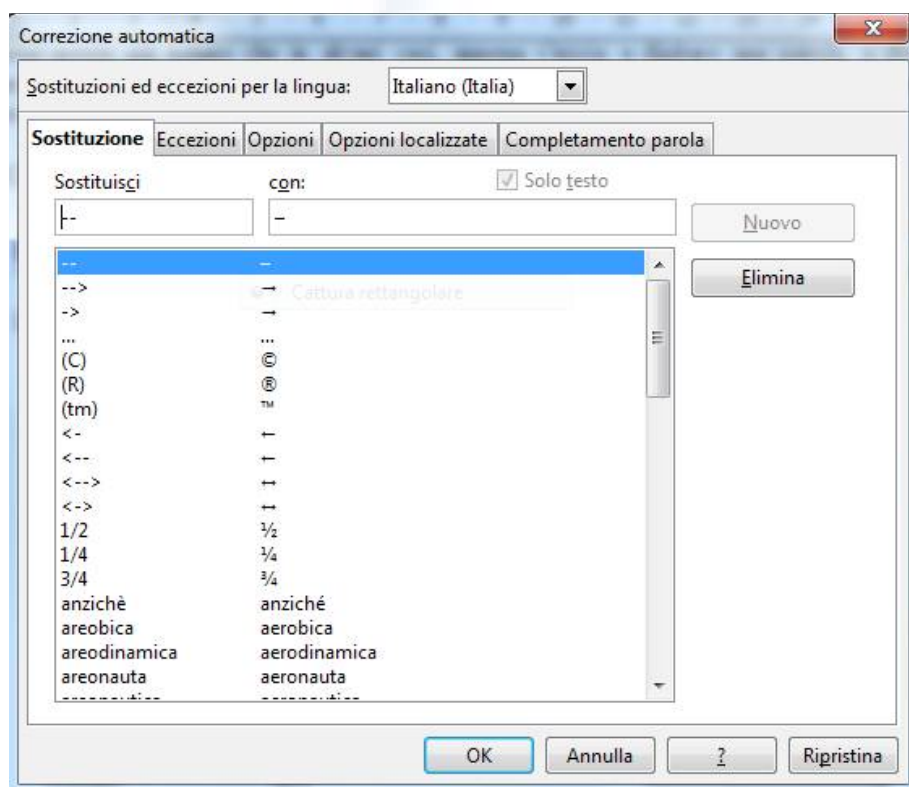 Correzione automatica
Sostituzioni ed eccezioni per la lingua: Italiano (Italia)
Sostituzione Eccezioni Opzioni Opzioni localizzate Completamento parola
Sostituisci con: Solo testo
-- –
Nuovo
-- –
Elimina
--> →
Cattura rettangolare
-> →
... ...
(C) ©
(R) ®
(tm) ™
<- ←
<-- ←
<--> ↔
<-> ↔
1/2 ½
1/4 ¼
3/4 ¾
anzichè anziché
areobica aerobica
areodinamica aerodinamica
areonauta aeronauta
OK Annulla ? Ripristina